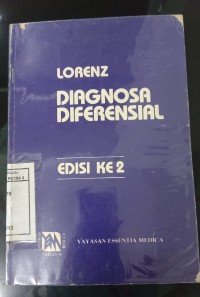 LORENZ
DIAGNOSA
DIFERENSIAL
EDISI KE 2
YAYASAN ESSENTIA MEDICA